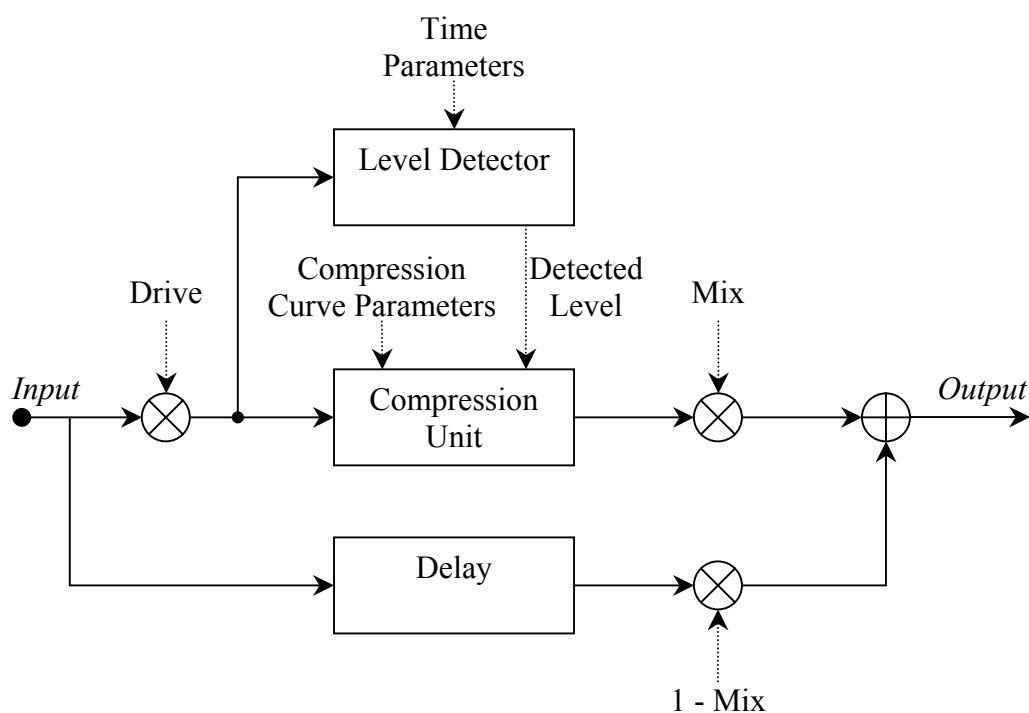 Time
Parameters
Level Detector
Compression
Curve Parameters
Detected
Level
Drive
Mix
Input
Compression
Unit
Output
Delay
1 - Mix